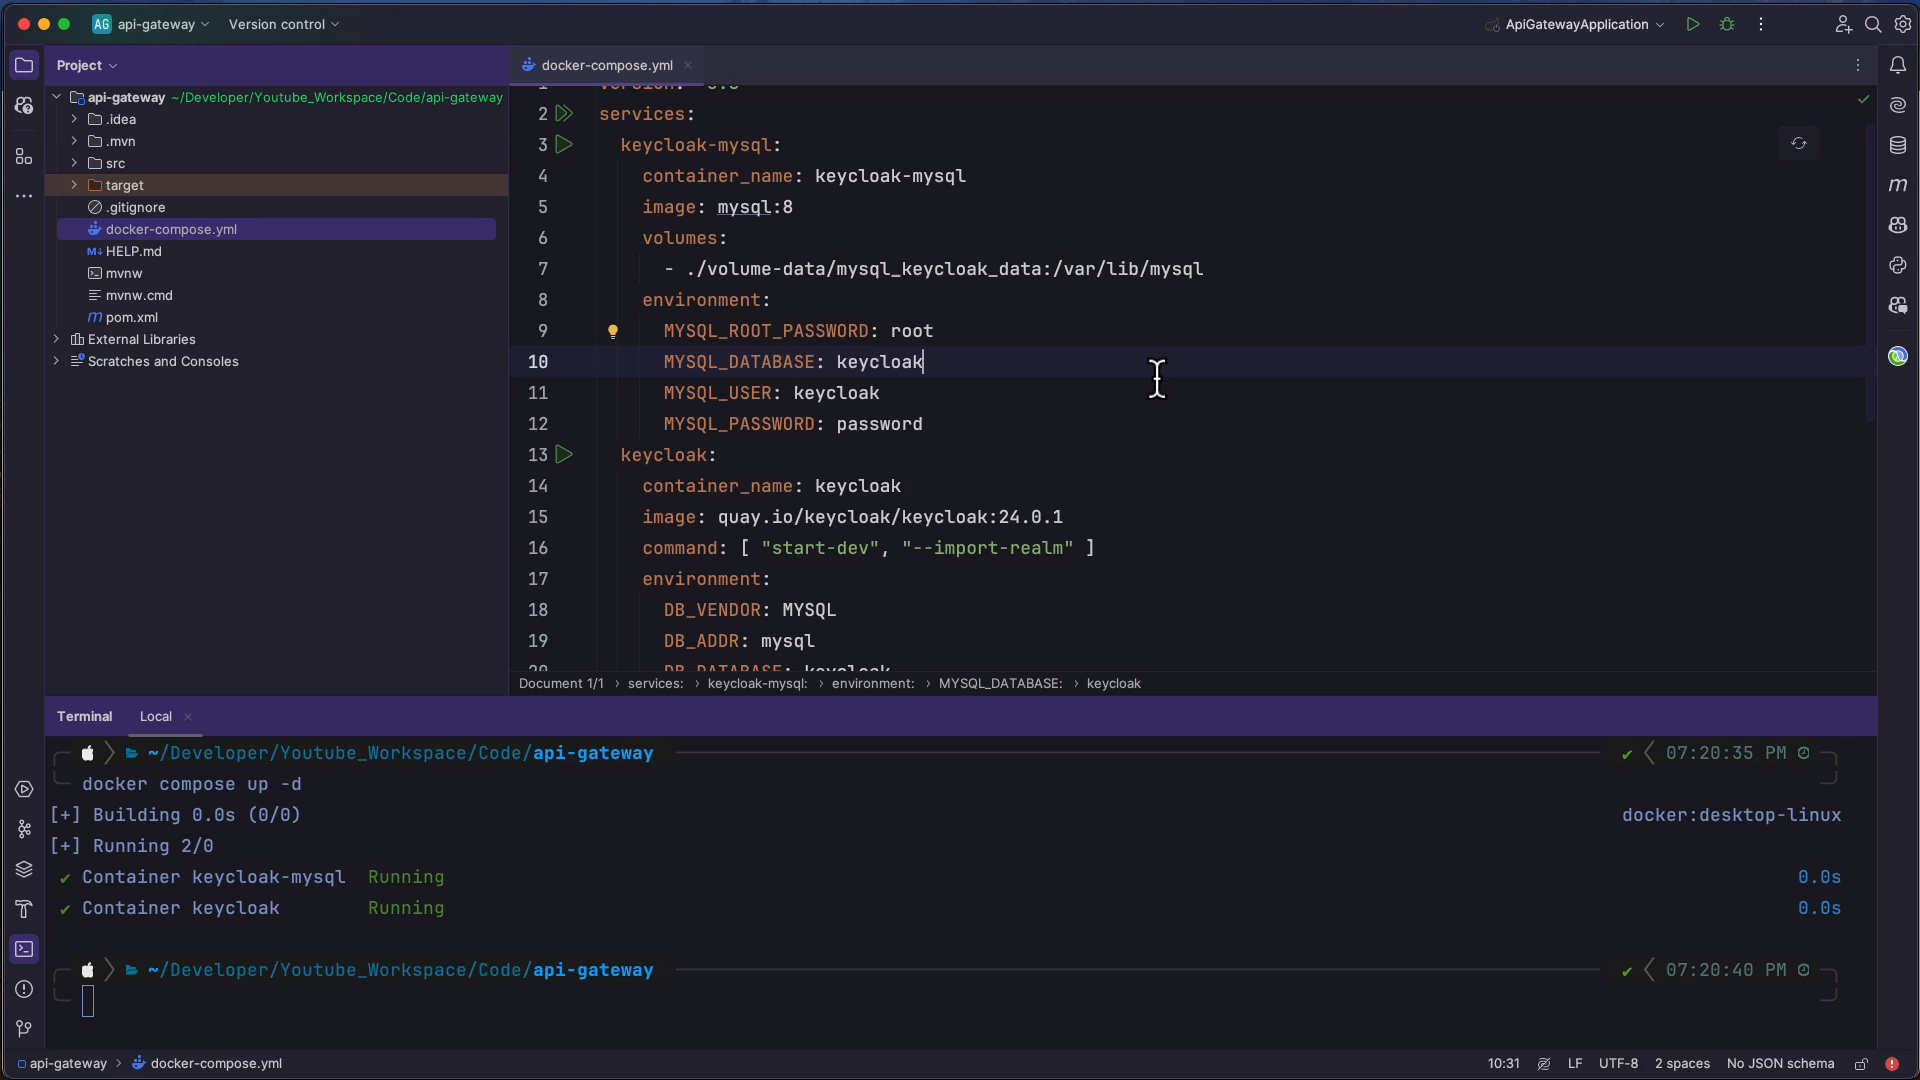 AG api-gateway
Version control
ApiGatewayApplication
Project
docker-compose.yml
api-gateway ~/Developer/Youtube_Workspace/Code/api-gateway
.idea
.mvn
src
target
.gitignore
docker-compose.yml
HELP.md
mvnw
mvnw.cmd
pom.xml
External Libraries
Scratches and Consoles
2 services:
3 keycloak-mysql:
4 container_name: keycloak-mysql
5 image: mysql:8
6 volumes:
7 - ./volume-data/mysql_keycloak_data:/var/lib/mysql
8 environment:
9 MYSQL_ROOT_PASSWORD: root
10 MYSQL_DATABASE: keycloak
11 MYSQL_USER: keycloak
12 MYSQL_PASSWORD: password
13 keycloak:
14 container_name: keycloak
15 image: quay.io/keycloak/keycloak:24.0.1
16 command: [ "start-dev", "--import-realm" ]
17 environment:
18 DB_VENDOR: MYSQL
19 DB_ADDR: mysql
20 DB_DATABASE: keycloak
Document 1/1 › services: › keycloak-mysql: › environment: › MYSQL_DATABASE: › keycloak
Terminal Local
~/Developer/Youtube_Workspace/Code/api-gateway 07:20:35 PM
docker compose up -d
[+] Building 0.0s (0/0) docker:desktop-linux
[+] Running 2/0
✔ Container keycloak-mysql Running 0.0s
✔ Container keycloak Running 0.0s
~/Developer/Youtube_Workspace/Code/api-gateway 07:20:40 PM
api-gateway › docker-compose.yml
10:31 LF UTF-8 2 spaces No JSON schema